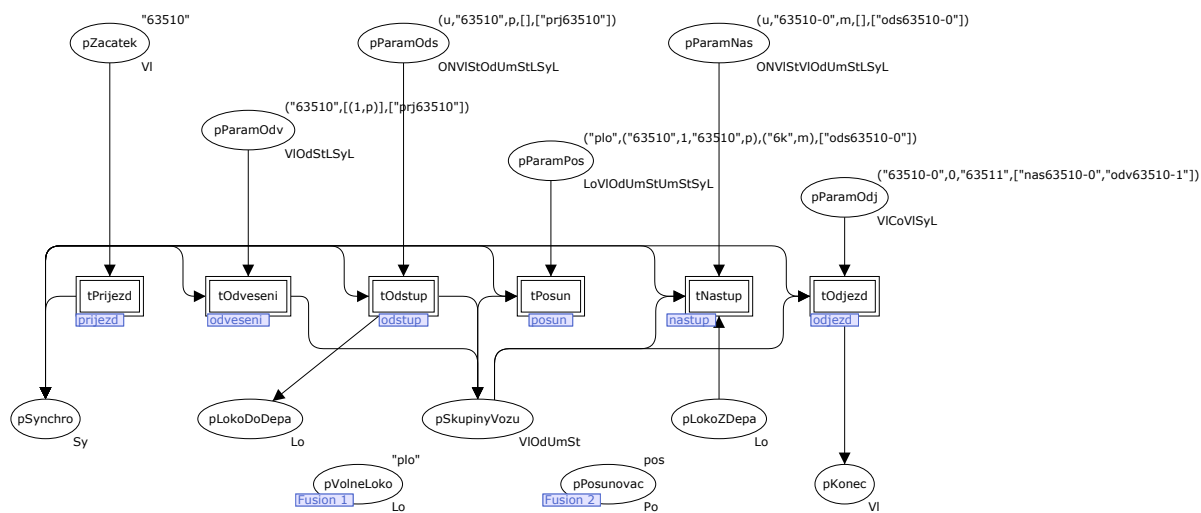 "63510"
pZacatek
Vl
(u,"63510",p,[],["prj63510"])
pParamOds
ONVlStOdUmStLSyL
(u,"63510-0",m,[],["ods63510-0"])
pParamNas
ONVlStVlOdUmStLSyL
("63510",[(1,p)],["prj63510"])
pParamOdv
VlOdStLSyL
("plo",("63510",1,"63510",p),("6k",m),["ods63510-0"])
pParamPos
LoVlOdUmStUmStSyL
("63510-0",0,"63511",["nas63510-0","odv63510-1"])
pParamOdj
VlCoVlSyL
tPrijezd
prijezd
tOdveseni
odveseni
tOdstup
odstup
tPosun
posun
tNastup
nastup
tOdjezd
odjezd
pSynchro
Sy
pLokoDoDepa
Lo
pSkupinyVozu
VlOdUmSt
pLokoZDepa
Lo
"plo"
pVolneLoko
Fusion 1
Lo
pos
pPosunovac
Fusion 2
Po
pKonec
Vl